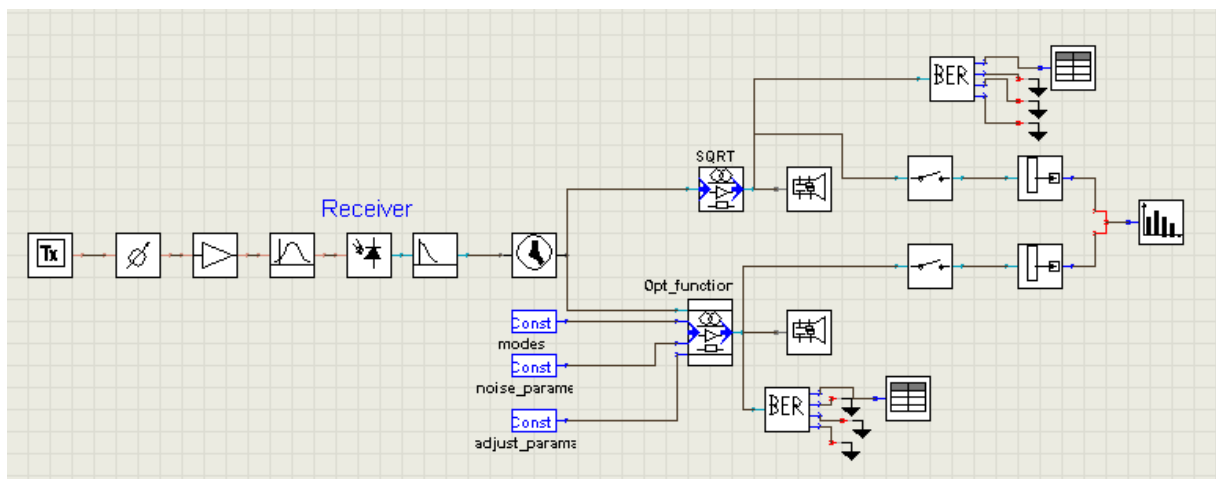 BER
SQRT
Receiver
Tx
Opt_function
Const
modes
Const
noise_parame
BER
Const
adjust_parama